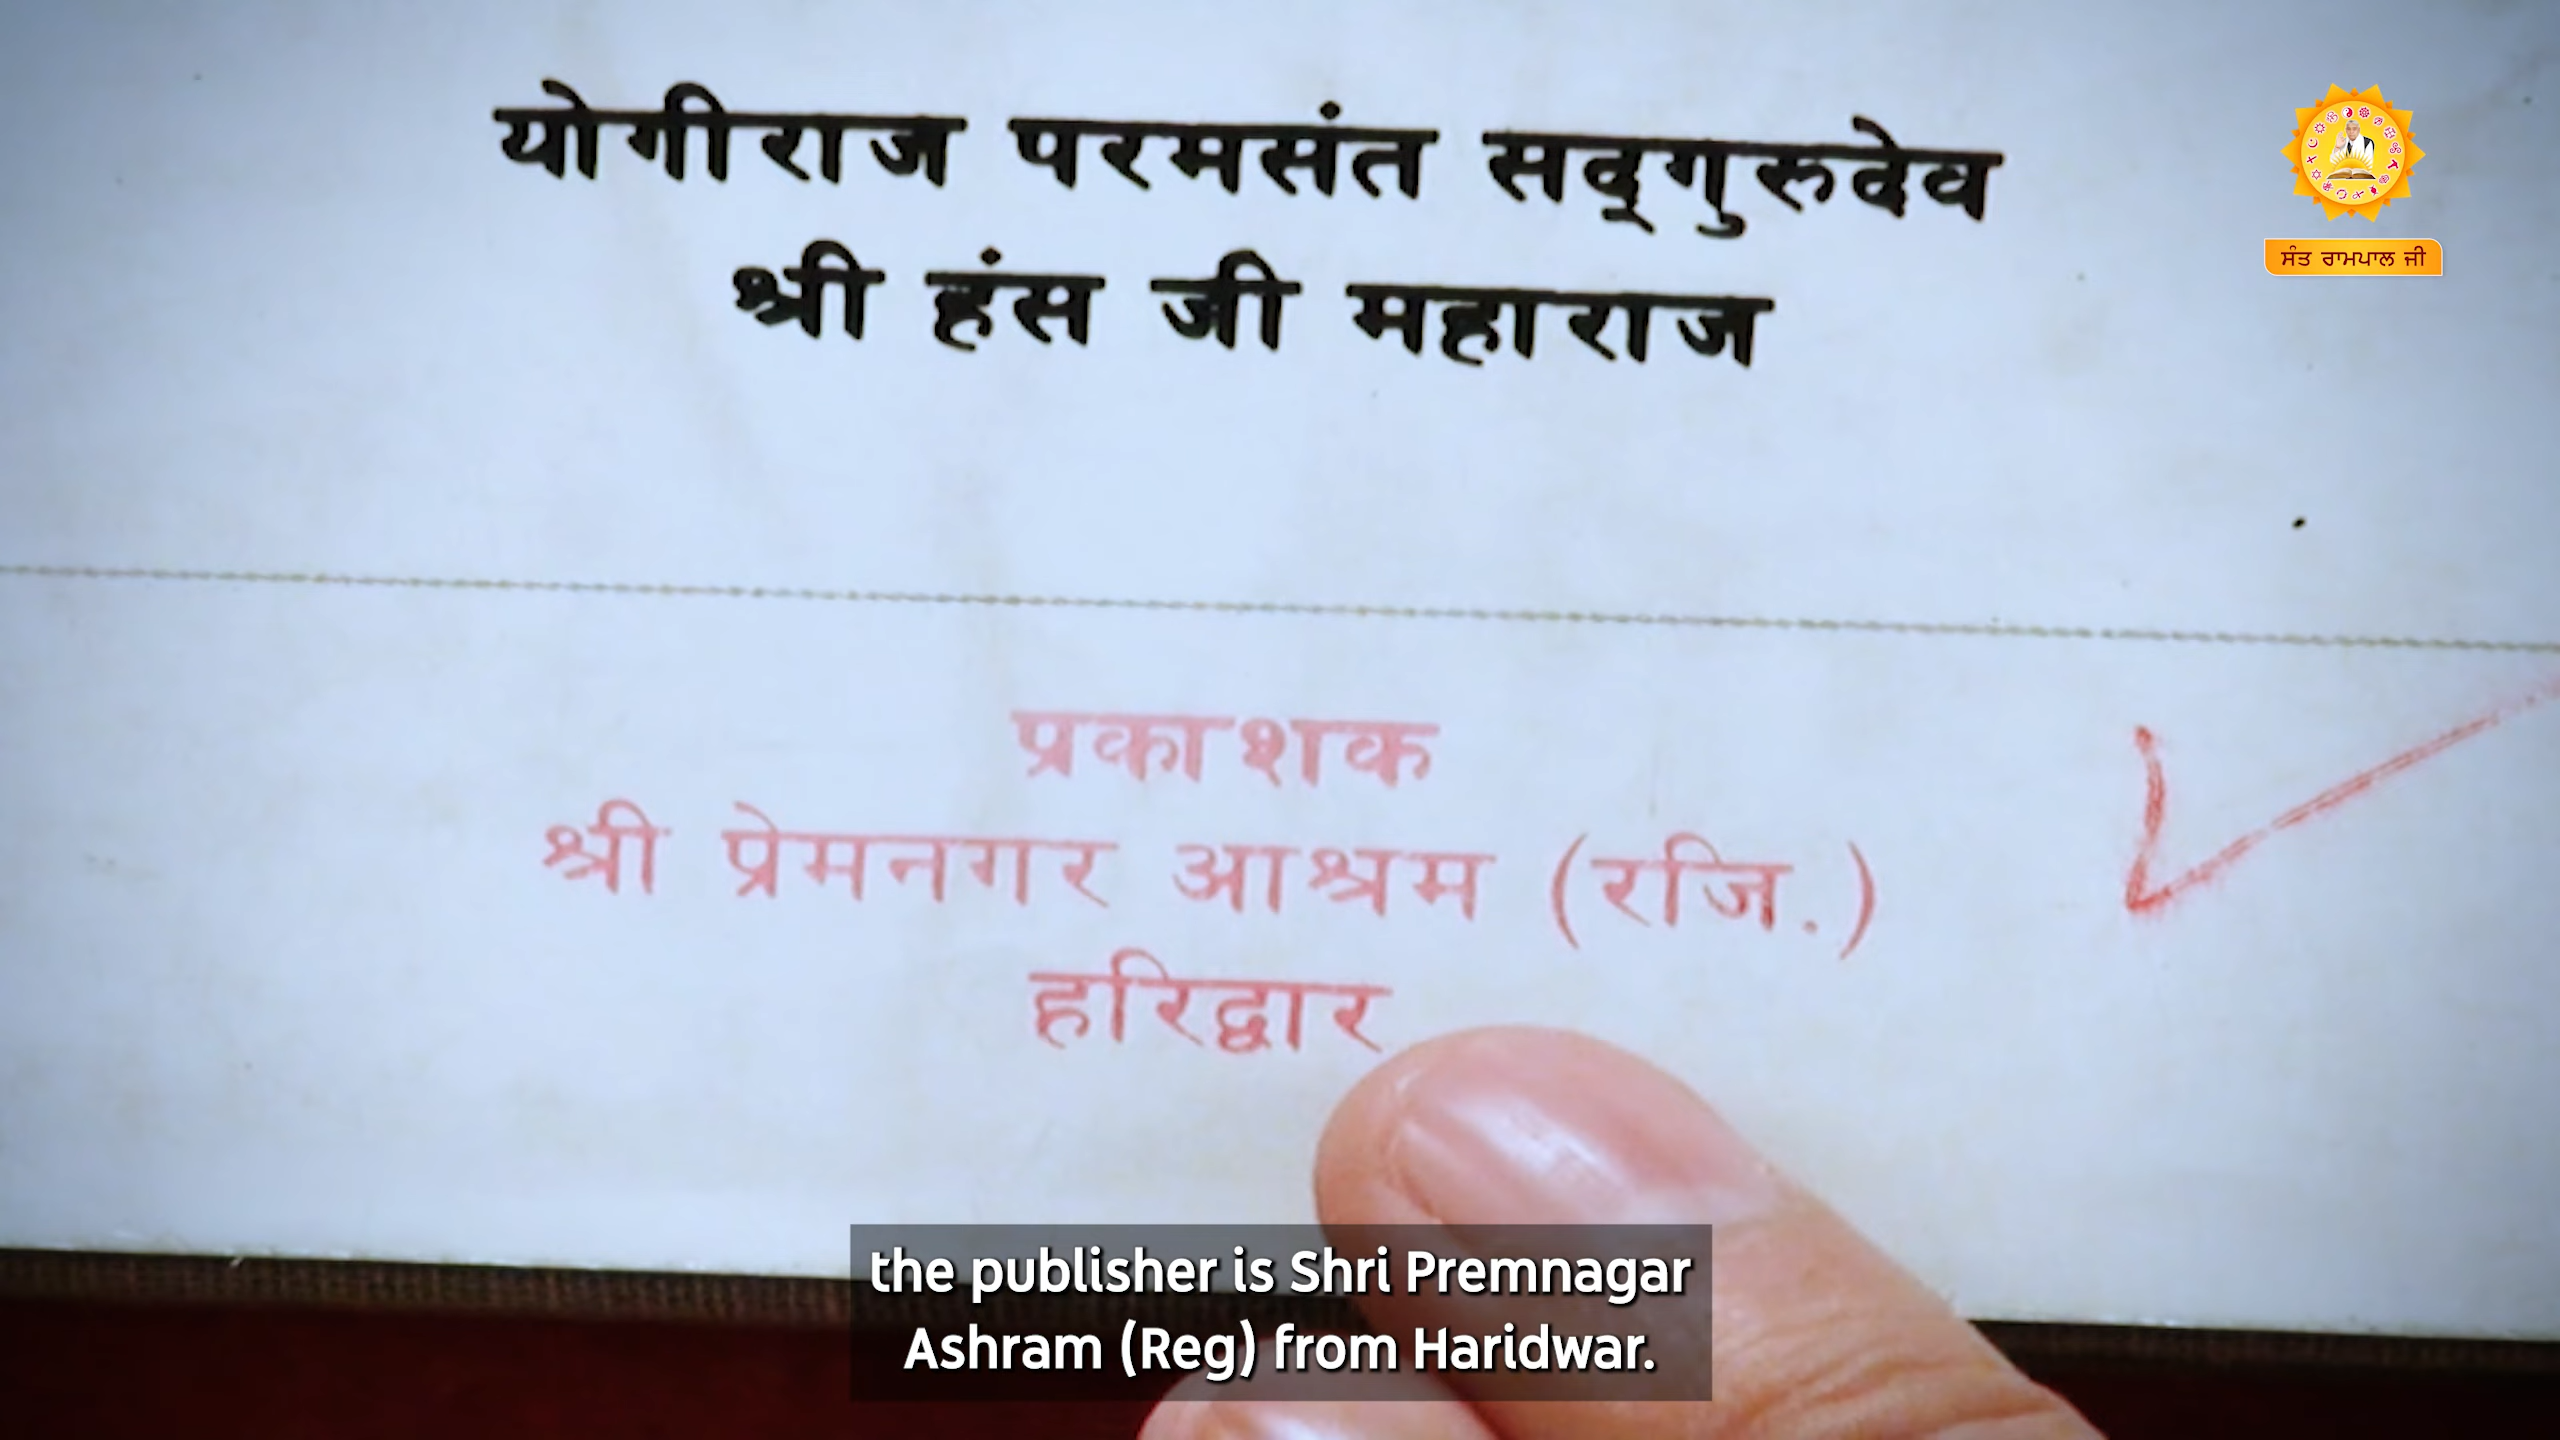 योगीराज परमसंत सद्गुरुदेव
श्री हंस जी महाराज
ਸੰਤ ਰਾਮਪਾਲ ਜੀ
प्रकाशक
श्री प्रेमनगर आश्रम (रजि.)
हरिद्वार
the publisher is Shri Premnagar
Ashram (Reg) from Haridwar.